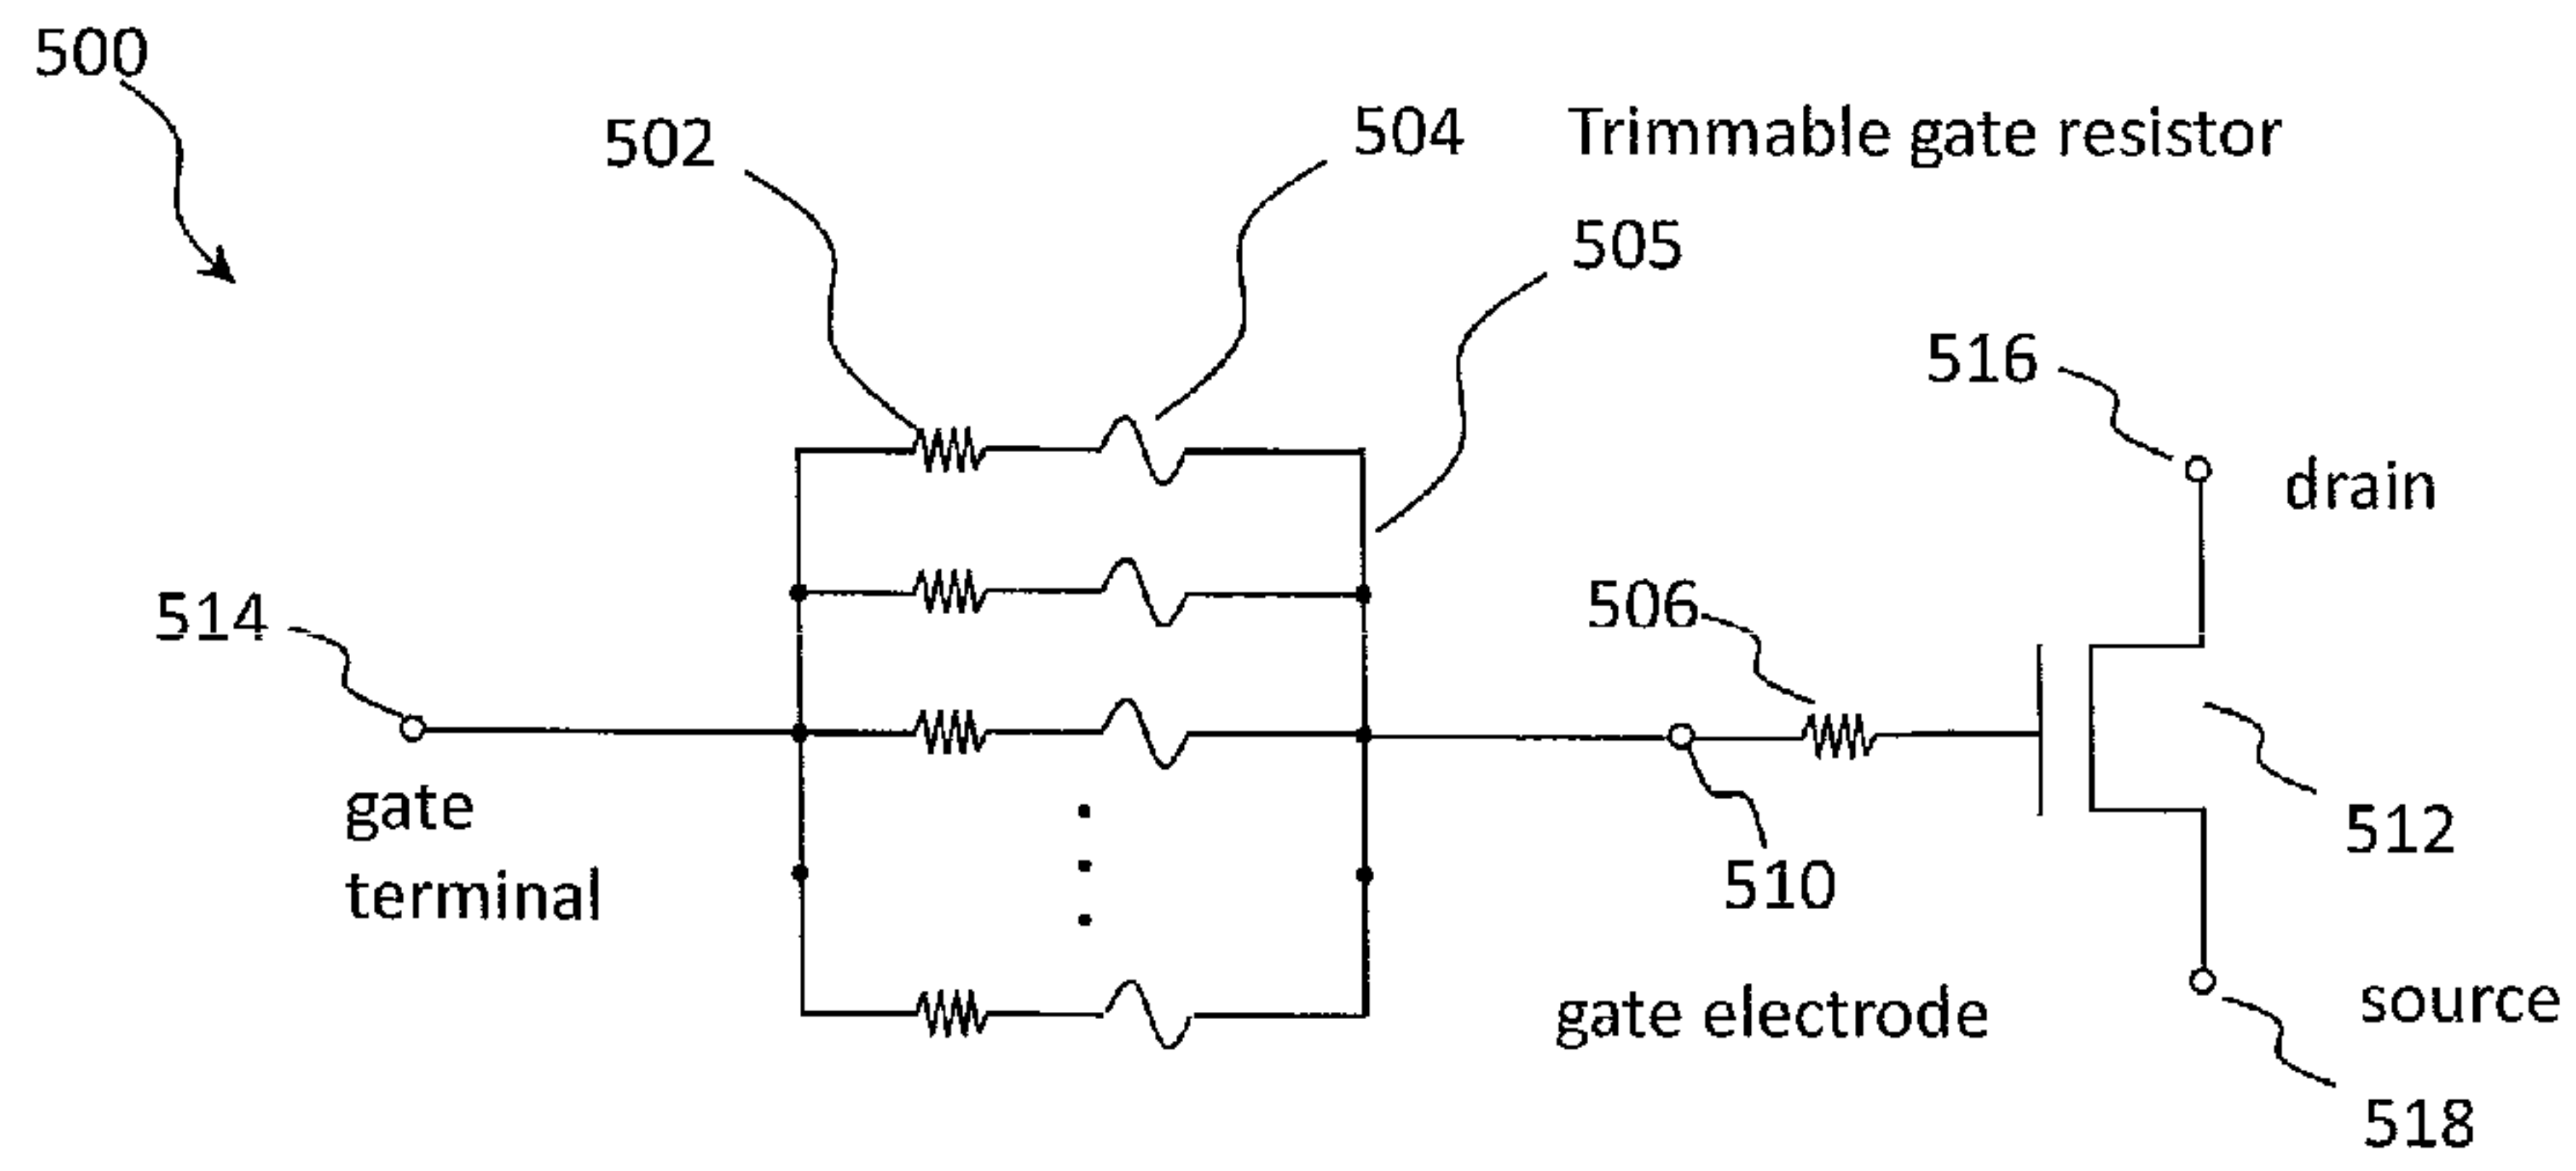 500
502
504 Trimmable gate resistor
505
516
drain
514
506
gate
terminal
512
510
gate electrode
source
518